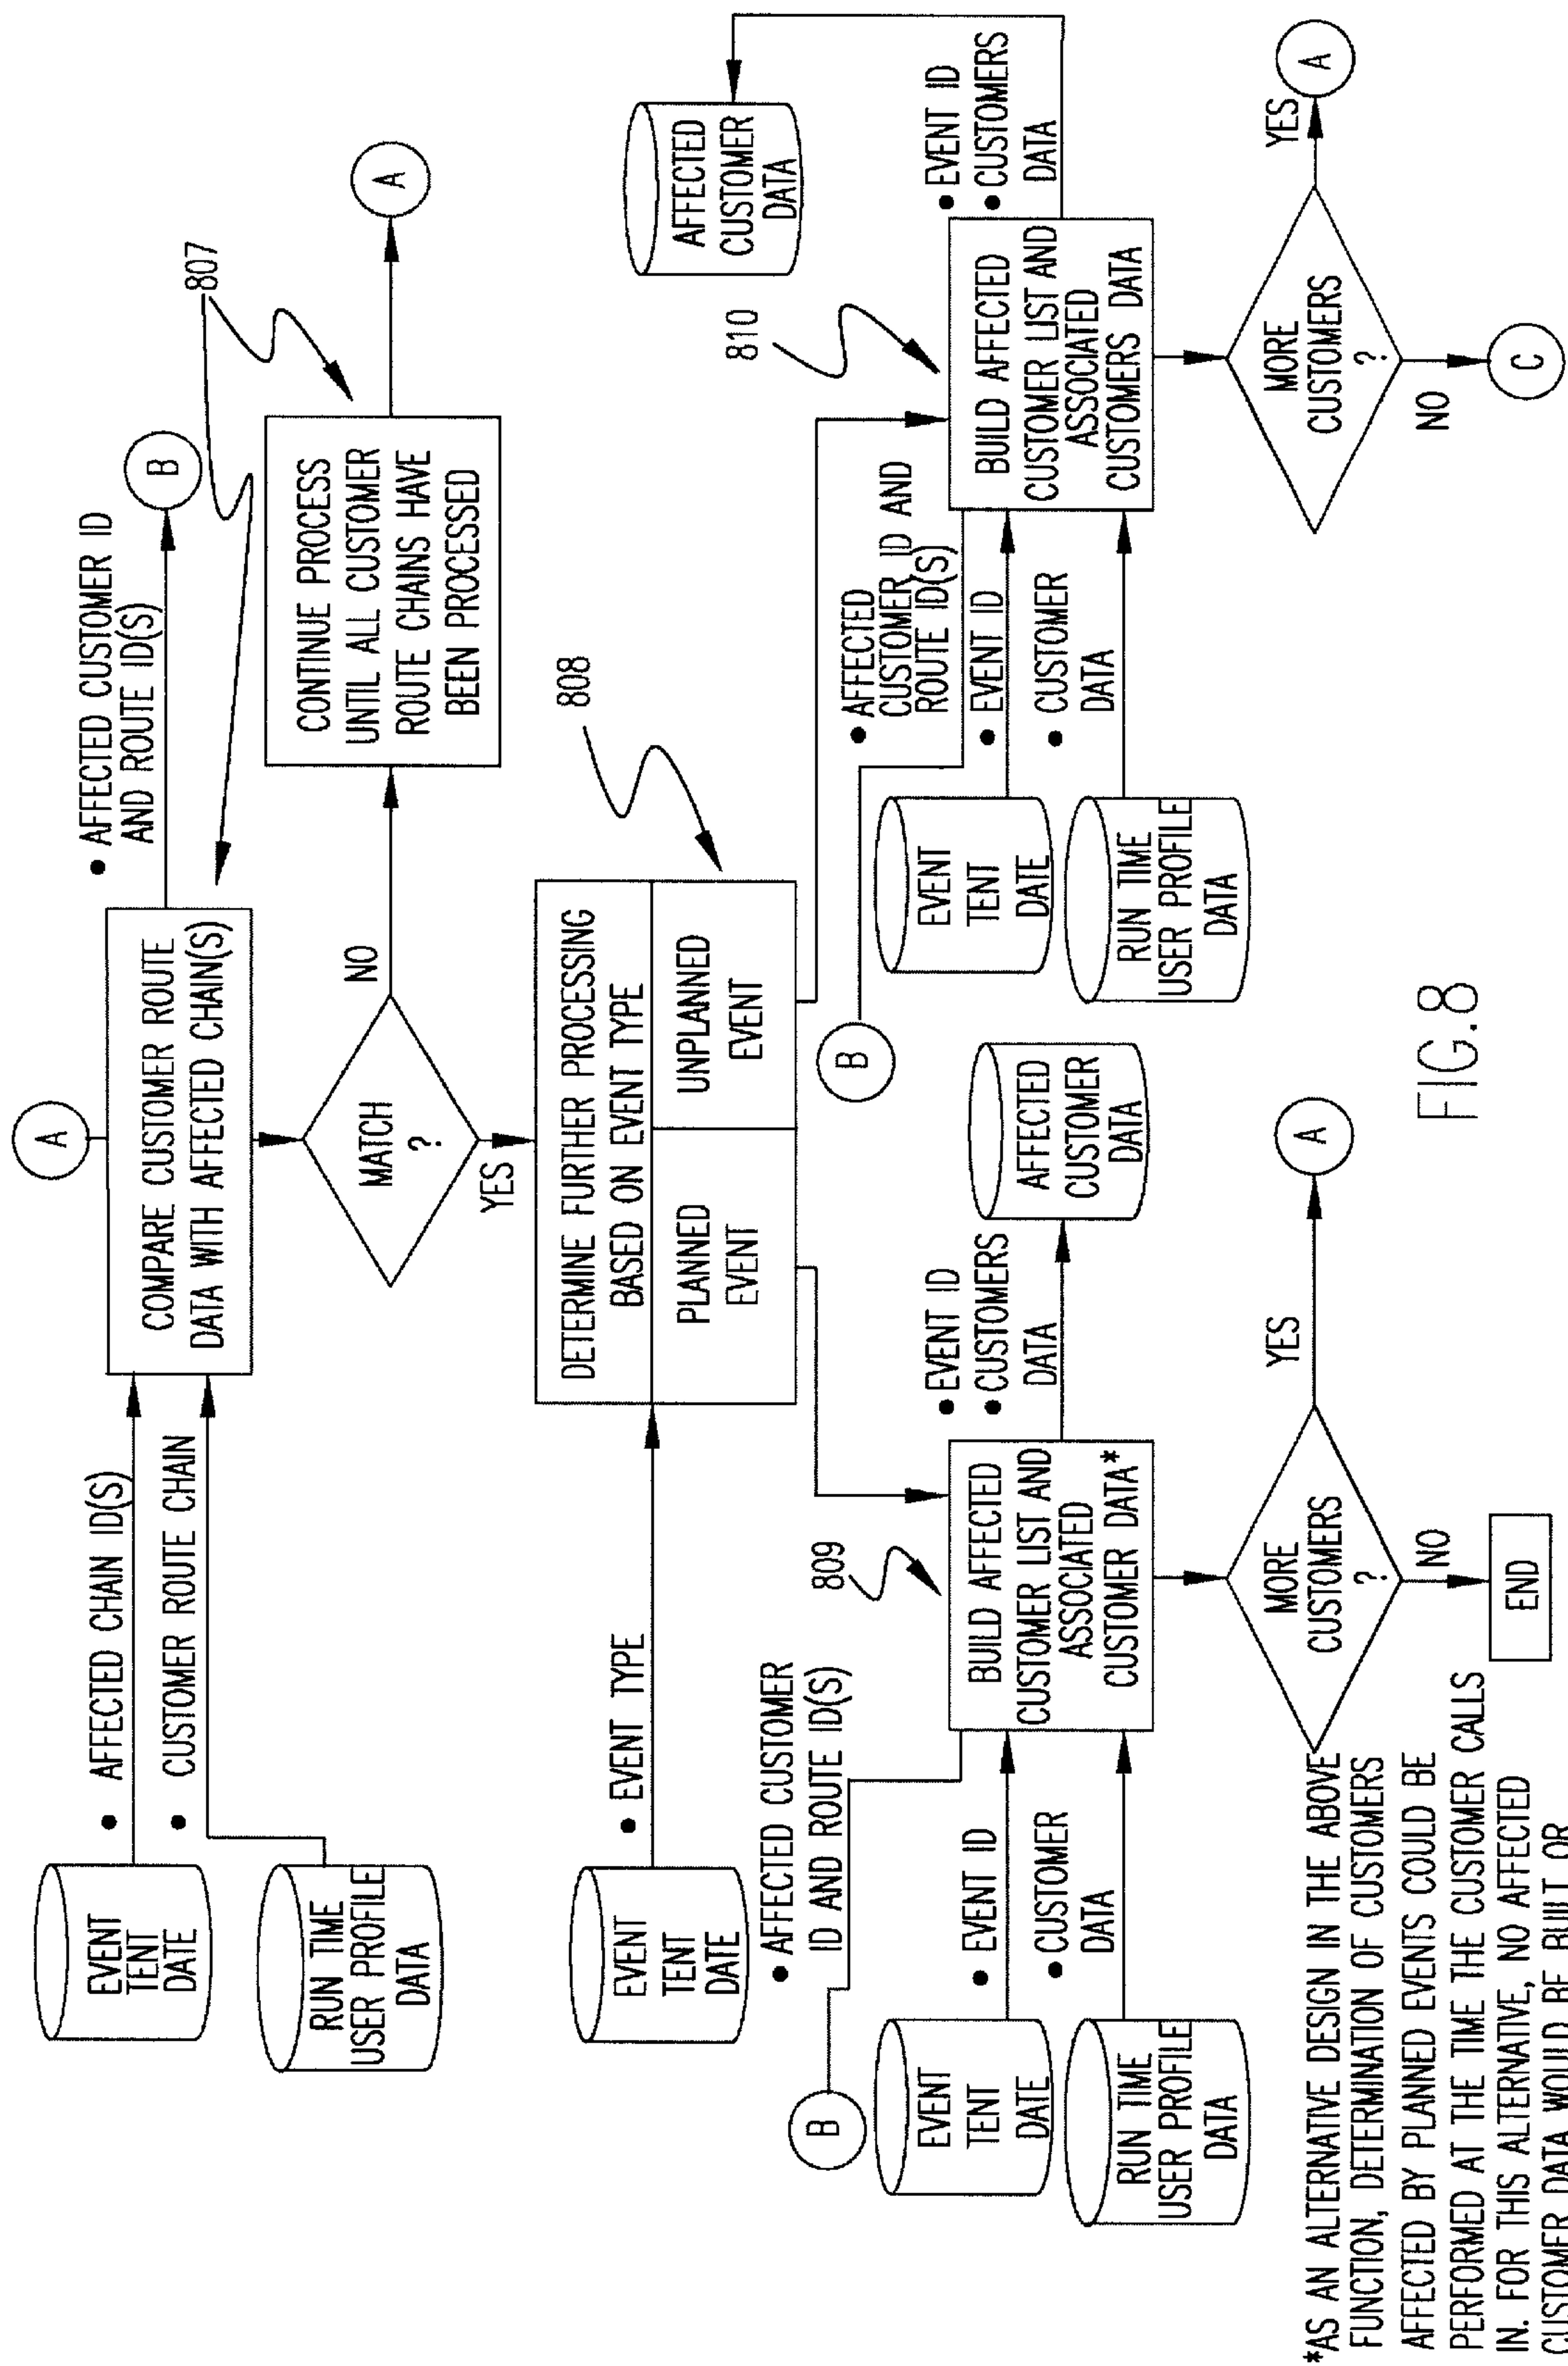 A
• AFFECTED CHAIN ID(S)
• CUSTOMER ROUTE CHAIN
EVENT
TENT
DATE
RUN TIME
USER PROFILE
DATA
COMPARE CUSTOMER ROUTE
DATA WITH AFFECTED CHAIN(S)
• AFFECTED CUSTOMER ID
AND ROUTE ID(S)
B
807
MATCH
?
NO
YES
CONTINUE PROCESS
UNTIL ALL CUSTOMER
ROUTE CHAINS HAVE
BEEN PROCESSED
A
• EVENT TYPE
EVENT
TENT
DATE
DETERMINE FURTHER PROCESSING
BASED ON EVENT TYPE
PLANNED
EVENT
UNPLANNED
EVENT
808
B
• AFFECTED CUSTOMER
ID AND ROUTE ID(S)
EVENT
TENT
DATE
• EVENT ID
RUN TIME
USER PROFILE
DATA
• CUSTOMER
DATA
809
BUILD AFFECTED
CUSTOMER LIST AND
ASSOCIATED
CUSTOMER DATA*
• EVENT ID
• CUSTOMERS
DATA
AFFECTED
CUSTOMER
DATA
MORE
CUSTOMERS
?
YES
A
NO
END
B
• AFFECTED
CUSTOMER ID AND
ROUTE ID(S)
EVENT
TENT
DATE
• EVENT ID
RUN TIME
USER PROFILE
DATA
• CUSTOMER
DATA
810
BUILD AFFECTED
CUSTOMER LIST AND
ASSOCIATED
CUSTOMERS DATA
• EVENT ID
• CUSTOMERS
DATA
AFFECTED
CUSTOMER
DATA
MORE
CUSTOMERS
?
YES
A
NO
C
*AS AN ALTERNATIVE DESIGN IN THE ABOVE
FUNCTION, DETERMINATION OF CUSTOMERS
AFFECTED BY PLANNED EVENTS COULD BE
PERFORMED AT THE TIME THE CUSTOMER CALLS
IN. FOR THIS ALTERNATIVE, NO AFFECTED
CUSTOMER DATA WOULD BE BUILT OR
FIG.8